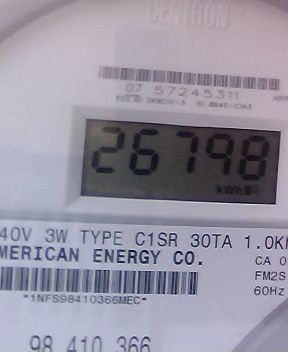 CENTRON
07 57245311
26798
kWh
40V 3W TYPE C1SR 30TA 1.0K
MERICAN ENERGY CO.
CA 0
FM2S
60Hz
*1NFS98410366MEC*
98 410 366